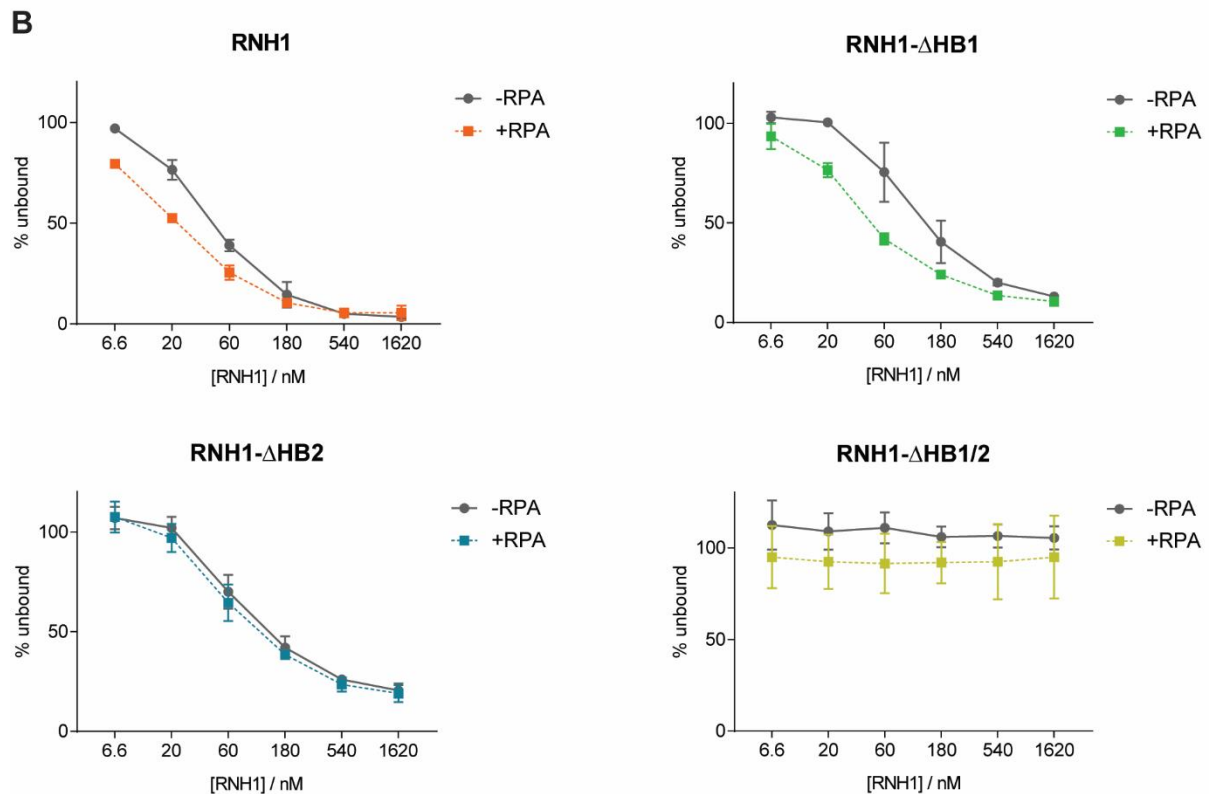 B
RNH1
% unbound
100
50
0
6.6 20 60 180 540 1620
[RNH1] / nM
-RPA
+RPA
RNH1-ΔHB1
% unbound
100
50
0
6.6 20 60 180 540 1620
[RNH1] / nM
-RPA
+RPA
RNH1-ΔHB2
% unbound
100
50
0
6.6 20 60 180 540 1620
[RNH1] / nM
-RPA
+RPA
RNH1-ΔHB1/2
% unbound
100
50
0
6.6 20 60 180 540 1620
[RNH1] / nM
-RPA
+RPA